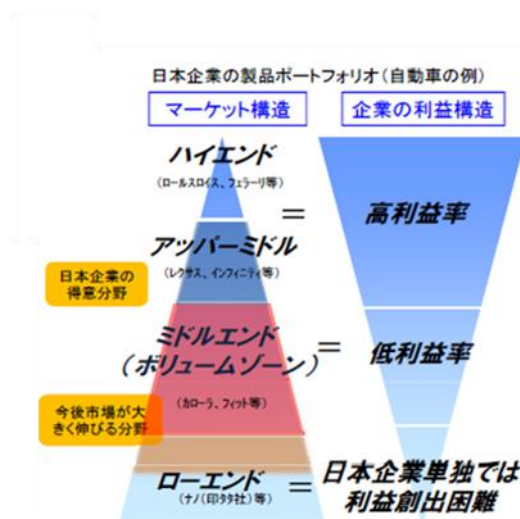 日本企業の製品ポートフォリオ(自動車の例)
マーケット構造
企業の利益構造
ハイエンド
(ロールスロイス、フェラーリ等)
=
高利益率
アッパーミドル
(レクサス、インフィニティ等)
日本企業の
得意分野
ミドルエンド
(ボリュームゾーン)
=
低利益率
(カローラ、フィット等)
今後市場が大
きく伸びる分野
ローエンド
(ナノ(印タタ社)等)
=
日本企業単独では
利益創出困難